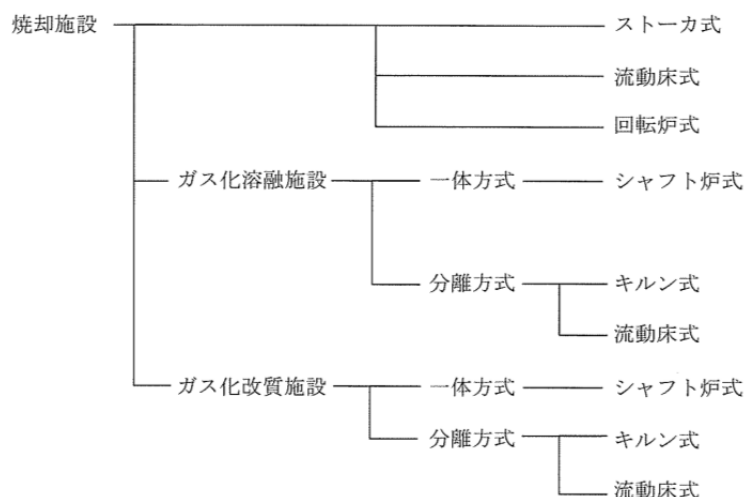 焼却施設 ストーカ式
流動床式
回転炉式
ガス化溶融施設 一体方式 シャフト炉式
分離方式 キルン式
流動床式
ガス化改質施設 一体方式 シャフト炉式
分離方式 キルン式
流動床式